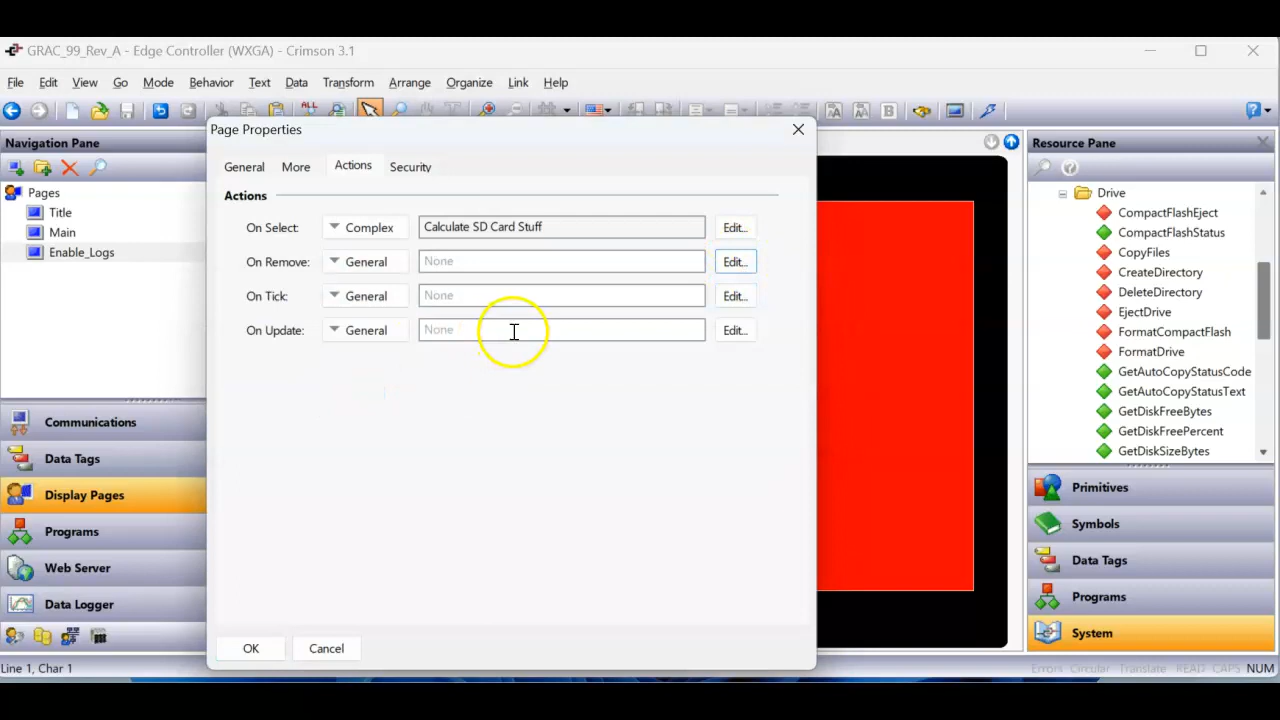 GRAC_99_Rev_A - Edge Controller (WXGA) - Crimson 3.1
File Edit View Go Mode Behavior Text Data Transform Arrange Organize Link Help
Navigation Pane
Pages
Title
Main
Enable_Logs
Communications
Data Tags
Display Pages
Programs
Web Server
Data Logger
Line 1, Char 1
Page Properties
General More Actions Security
Actions
On Select: Complex Calculate SD Card Stuff Edit...
On Remove: General None Edit...
On Tick: General None Edit...
On Update: General None Edit...
OK Cancel
Resource Pane
Drive
CompactFlashEject
CompactFlashStatus
CopyFiles
CreateDirectory
DeleteDirectory
EjectDrive
FormatCompactFlash
FormatDrive
GetAutoCopyStatusCode
GetAutoCopyStatusText
GetDiskFreeBytes
GetDiskFreePercent
GetDiskSizeBytes
Primitives
Symbols
Data Tags
Programs
System
Errors Circular Translate READ CAPS NUM